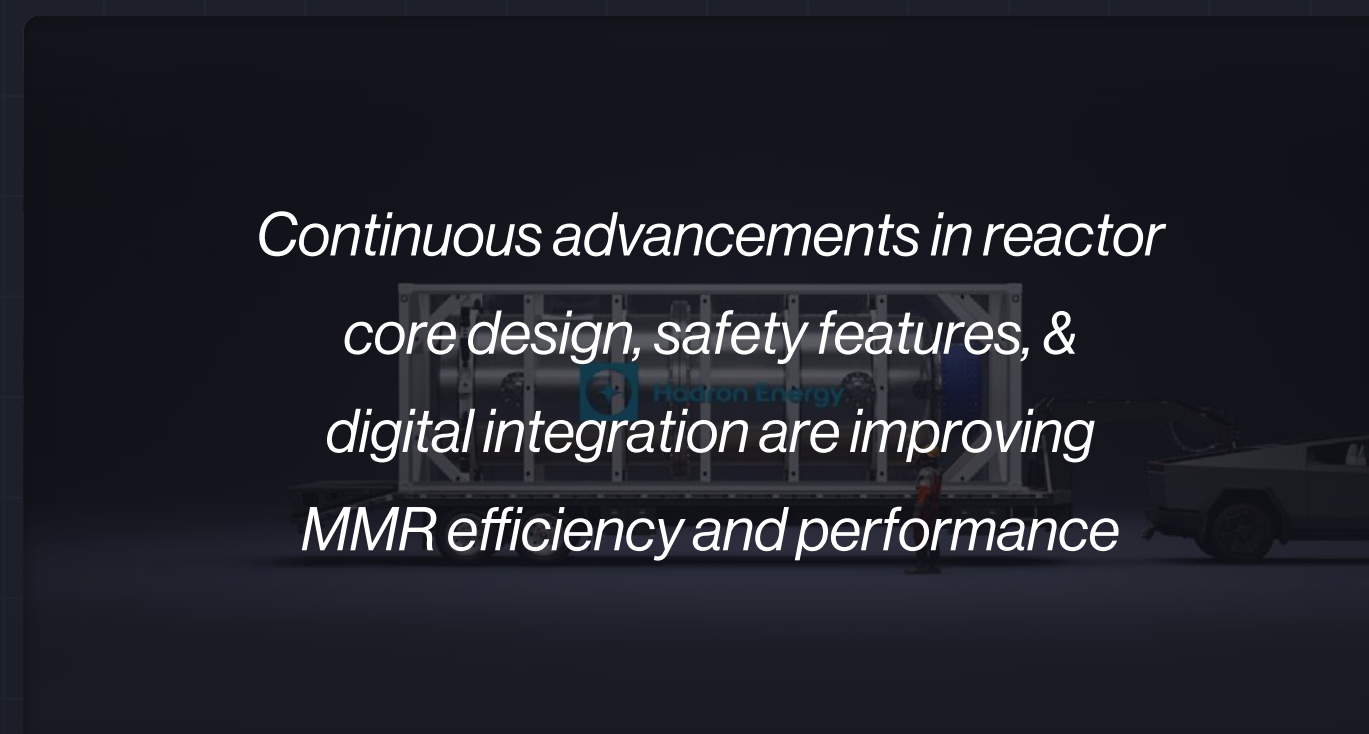 Continuous advancements in reactor
core design, safety features, &
Hadron Energy
digital integration are improving
MMR efficiency and performance